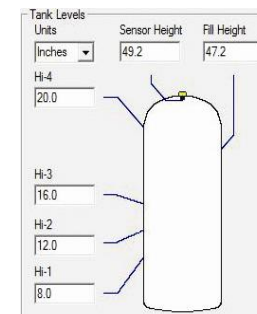 Tank Levels
Units Sensor Height Fill Height
Inches 49.2 47.2
Hi-4
20.0
Hi-3
16.0
Hi-2
12.0
Hi-1
8.0